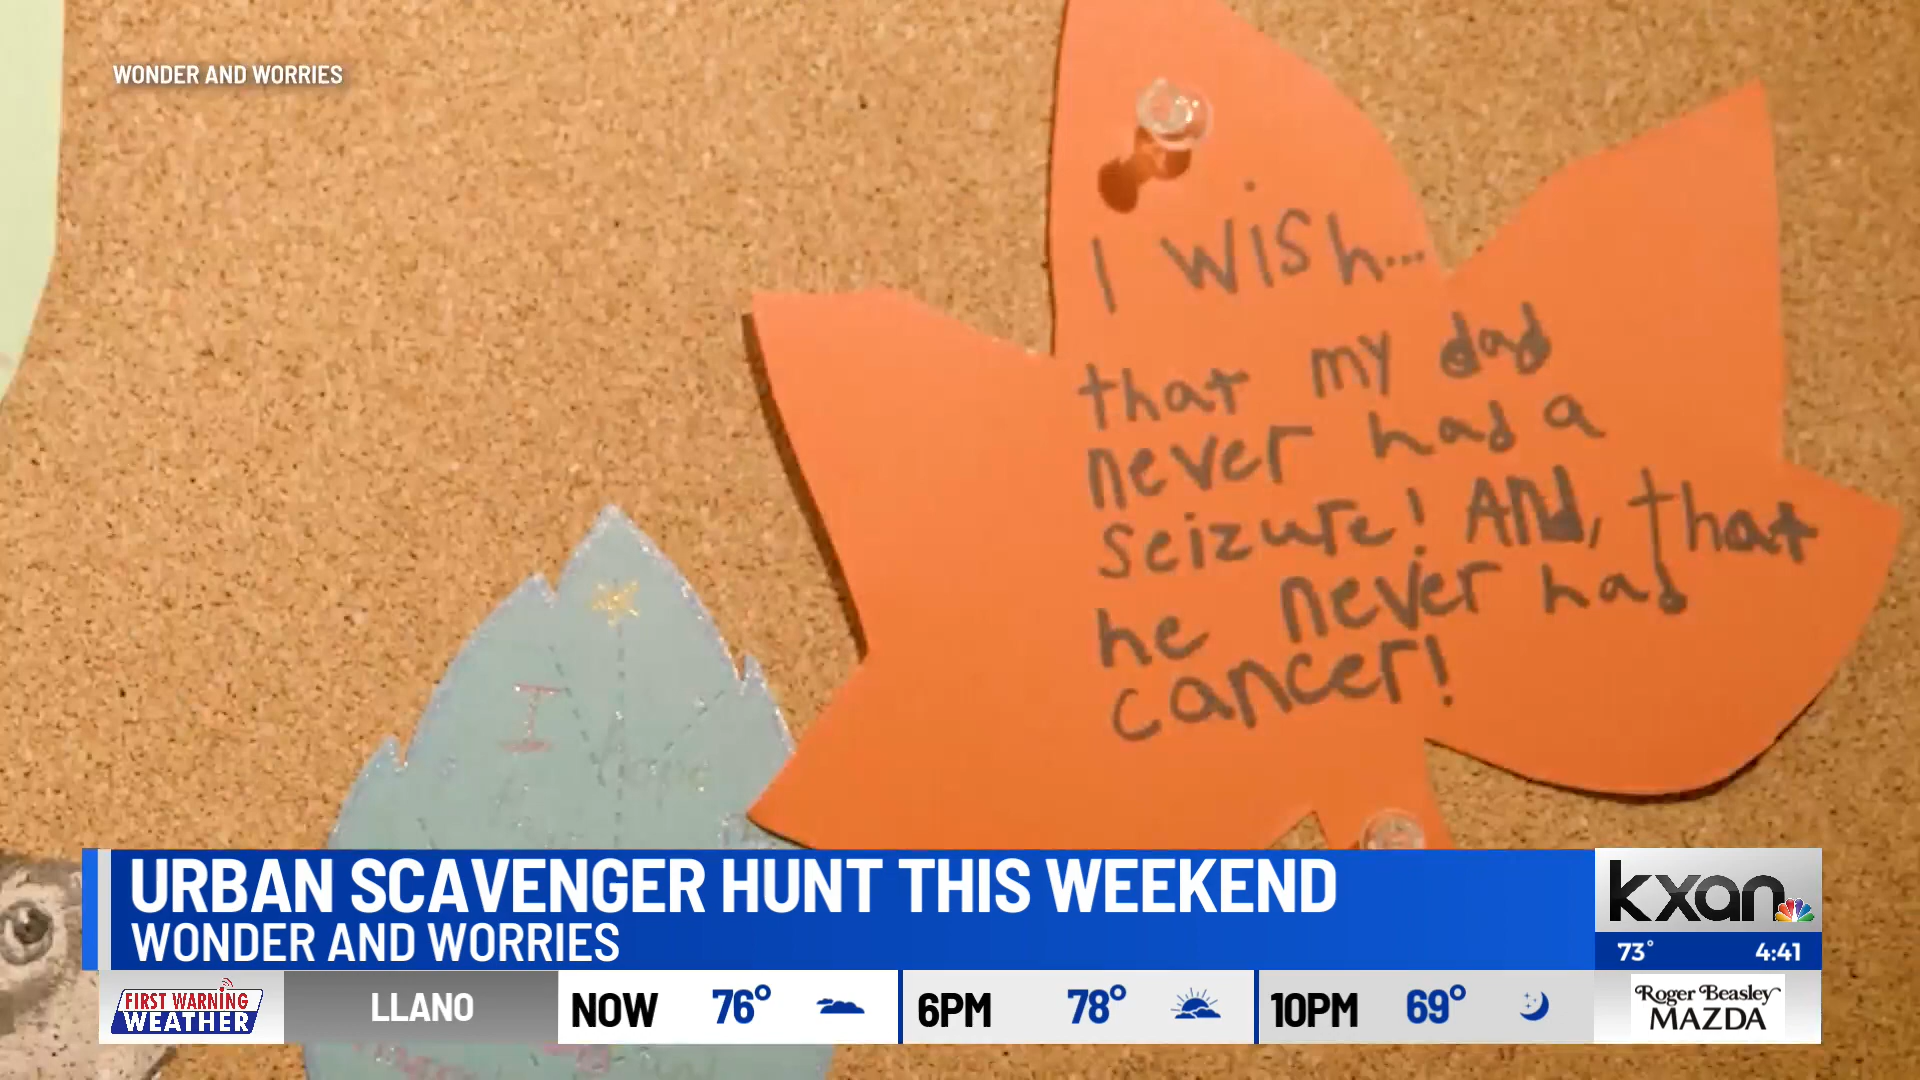 WONDER AND WORRIES
I wish...
that my dad
never had a
seizure! And, that
he never had
cancer!
I
hope
URBAN SCAVENGER HUNT THIS WEEKEND
WONDER AND WORRIES
kxan
73° 4:41
FIRST WARNING
WEATHER
LLANO NOW 76° 6PM 78° 10PM 69°
Roger Beasley
MAZDA